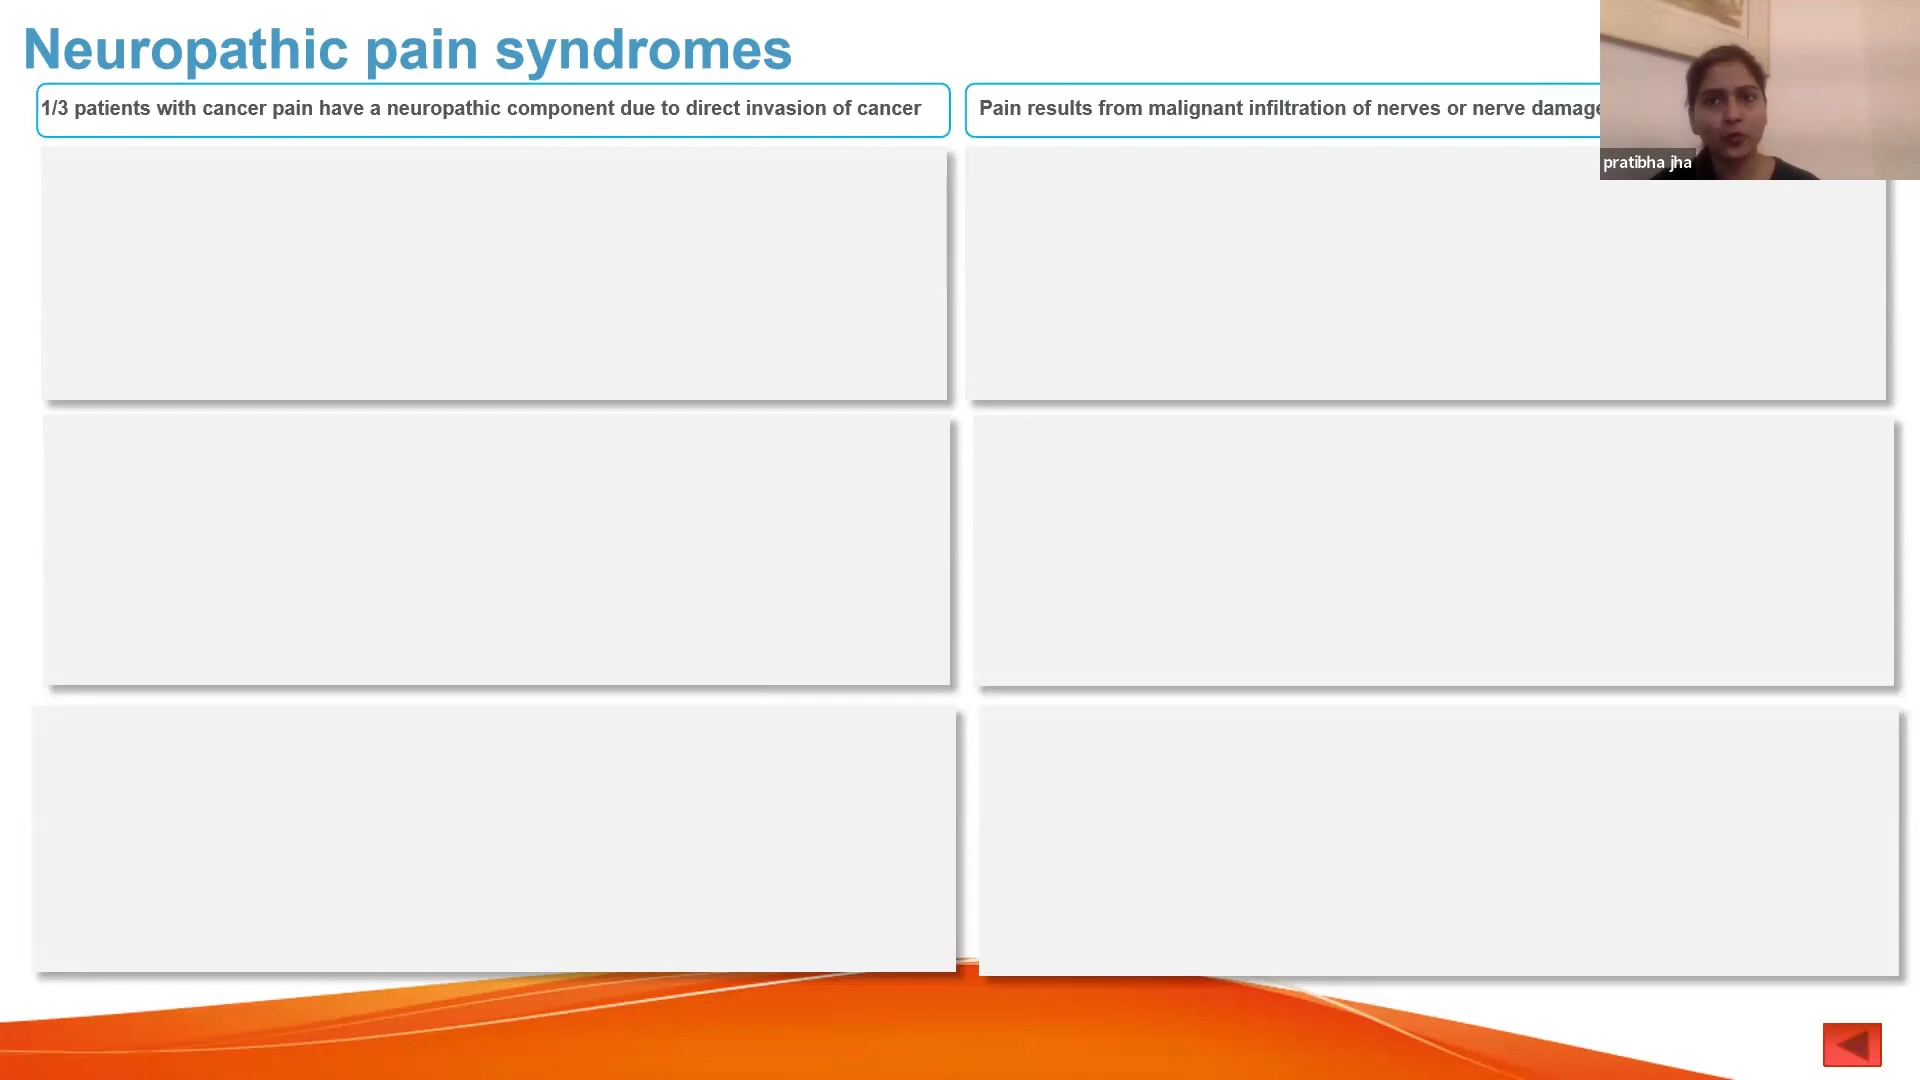 Neuropathic pain syndromes
1/3 patients with cancer pain have a neuropathic component due to direct invasion of cancer
Pain results from malignant infiltration of nerves or nerve damage
pratibha jha